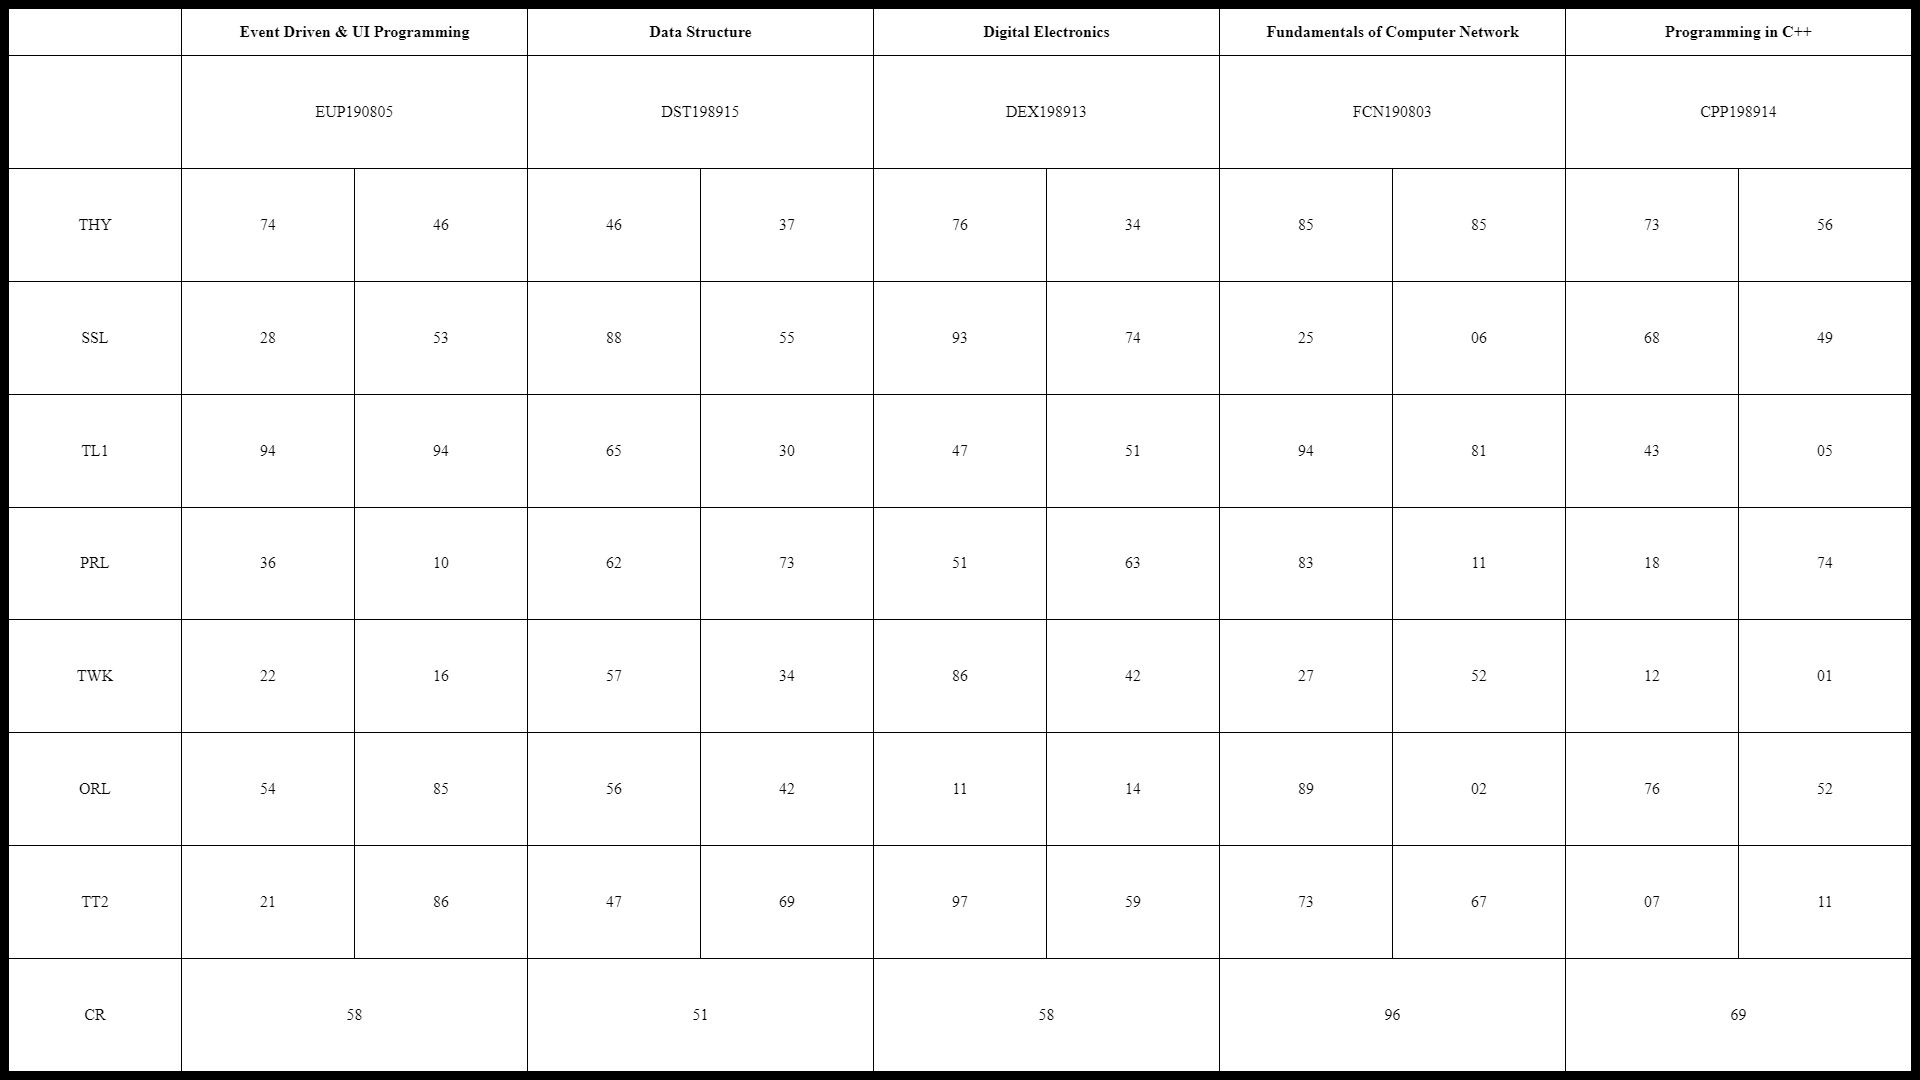 Event Driven & UI Programming Data Structure Digital Electronics Fundamentals of Computer Network Programming in C++
EUP190805 DST198915 DEX198913 FCN190803 CPP198914
THY 74 46 46 37 76 34 85 85 73 56
SSL 28 53 88 55 93 74 25 06 68 49
TL1 94 94 65 30 47 51 94 81 43 05
PRL 36 10 62 73 51 63 83 11 18 74
TWK 22 16 57 34 86 42 27 52 12 01
ORL 54 85 56 42 11 14 89 02 76 52
TT2 21 86 47 69 97 59 73 67 07 11
CR 58 51 58 96 69